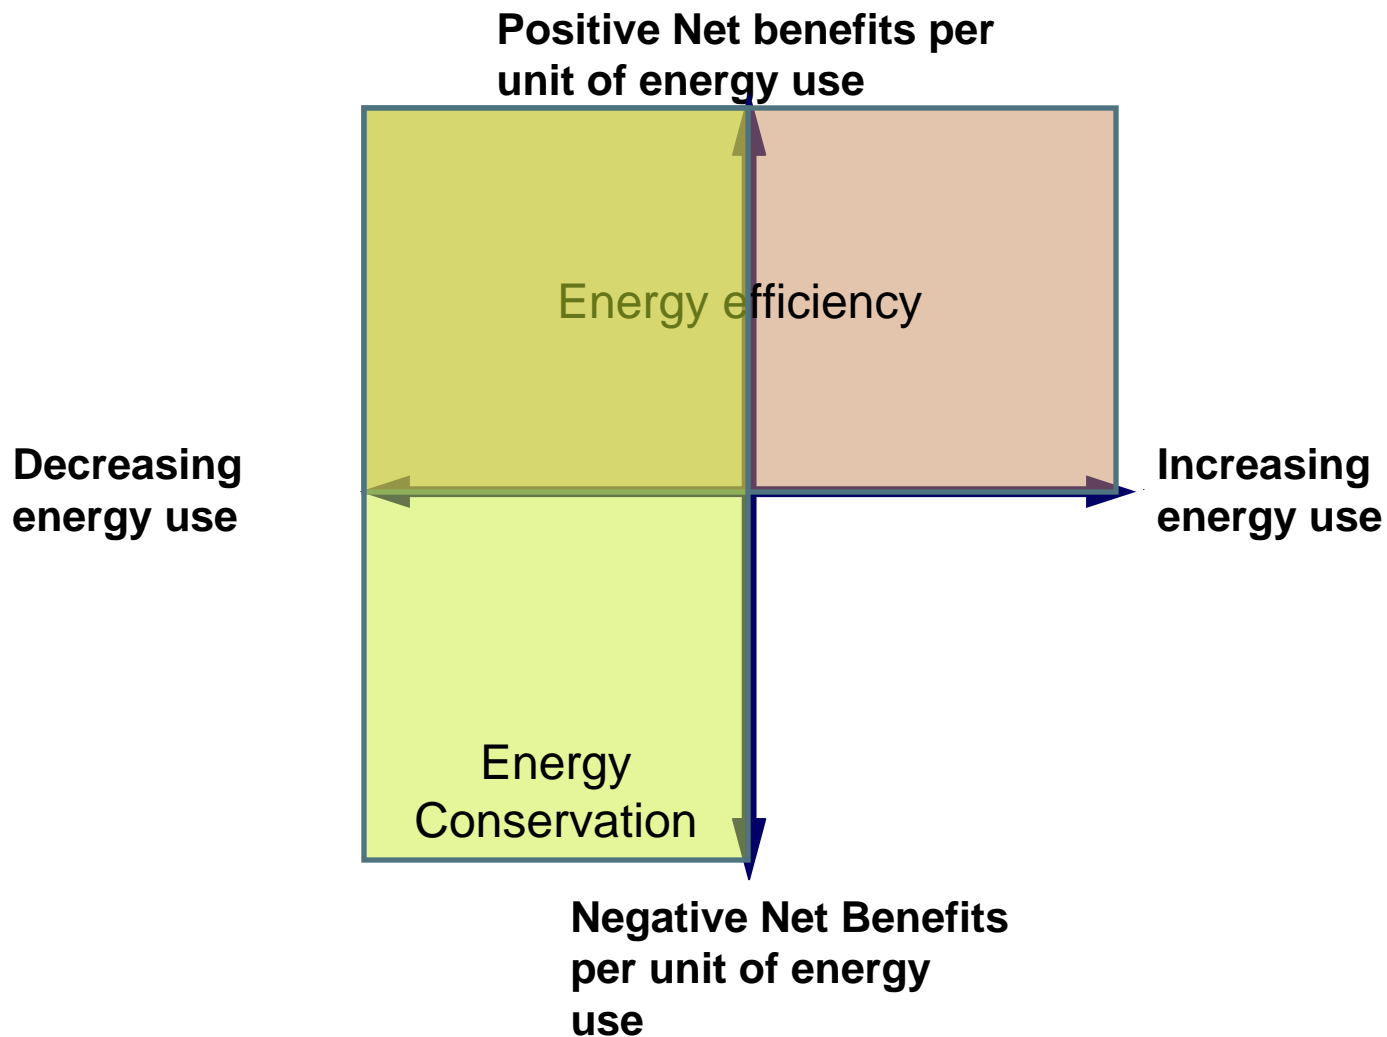 Positive Net benefits per
unit of energy use
Energy efficiency
Decreasing
energy use
Increasing
energy use
Energy
Conservation
Negative Net Benefits
per unit of energy
use